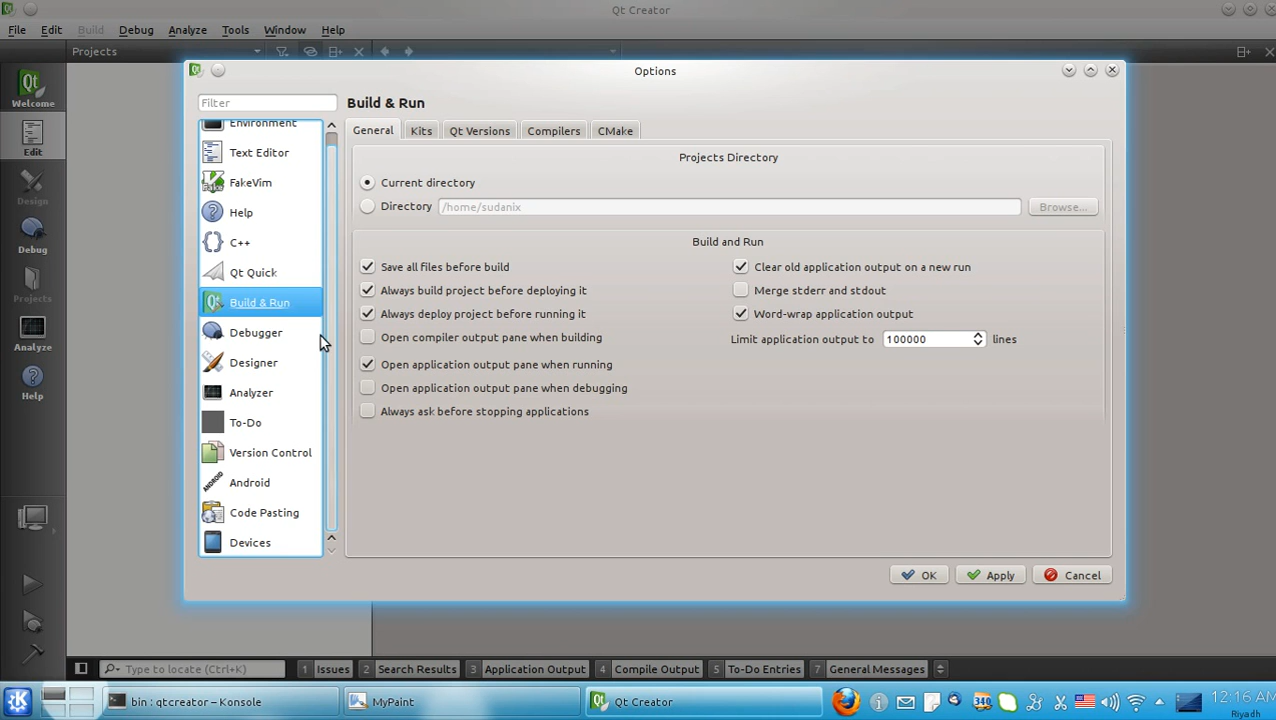 Qt Creator
File Edit Build Debug Analyze Tools Window Help
Projects
Welcome
Edit
Design
Debug
Projects
Analyze
Help
Options
Filter
Environment
Text Editor
FakeVim
Help
C++
Qt Quick
Build & Run
Debugger
Designer
Analyzer
To-Do
Version Control
Android
Code Pasting
Devices
Build & Run
General Kits Qt Versions Compilers CMake
Projects Directory
Current directory
Directory /home/sudanix Browse...
Build and Run
Save all files before build
Always build project before deploying it
Always deploy project before running it
Open compiler output pane when building
Open application output pane when running
Open application output pane when debugging
Always ask before stopping applications
Clear old application output on a new run
Merge stderr and stdout
Word-wrap application output
Limit application output to 100000 lines
OK Apply Cancel
Type to locate (Ctrl+K) 1 Issues 2 Search Results 3 Application Output 4 Compile Output 5 To-Do Entries 7 General Messages
bin : qtcreator – Konsole MyPaint Qt Creator 340 12:16 AM
Riyadh